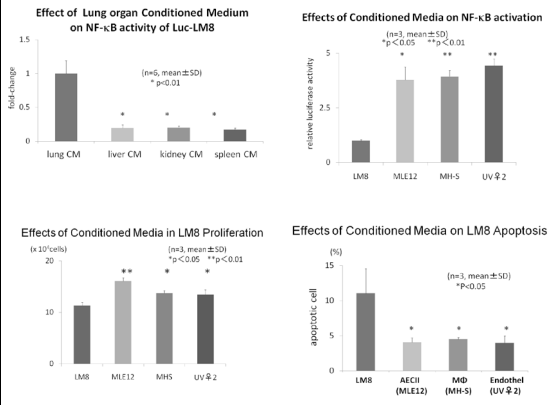 Effect of Lung organ Conditioned Medium
on NF-κB activity of Luc-LM8
fold-change
1.5
1
0.5
0
(n=6, mean±SD)
* p<0.01
* * *
lung CM liver CM kidney CM spleen CM
Effects of Conditioned Media on NF-κB activation
(n=3, mean±SD)
*p<0.05 **p<0.01
relative luciferase activity
5
2.5
0
* ** **
LM8 MLE12 MH-S UV♀2
Effects of Conditioned Media in LM8 Proliferation
(x 10⁴cells)
(n=3, mean±SD)
*p<0.05 **p<0.01
20
10
0
** * *
LM8 MLE12 MHS UV♀2
Effects of Conditioned Media on LM8 Apoptosis
(%)
apoptotic cell
15
10
5
0
(n=3, mean±SD)
*P<0.05
* * *
LM8 AECII MΦ Endothel
(MLE12) (MH-S) (UV♀2)